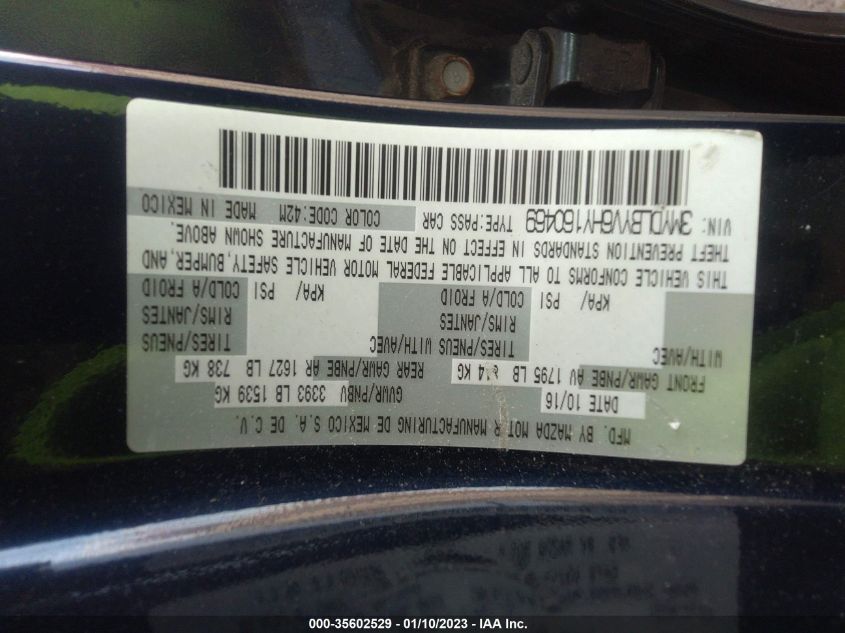 MFD. BY MAZDA MOT R MANUFACTURING DE MEXICO S.A. DE C.V.
DATE 10/16 GVWR/PNBV 3393 LB 1539 KG
FRONT GAWR/PNBE AV 1795 LB 4 KG REAR GAWR/PNBE AR 1627 LB 738 KG
WITH/AVEC TIRES/PNEUS WITH/AVEC TIRES/PNEUS
RIMS/JANTES RIMS/JANTES
KPA/ PSI COLD/A FROID KPA/ PSI COLD/A FROID
THIS VEHICLE CONFORMS TO ALL APPLICABLE FEDERAL MOTOR VEHICLE SAFETY, BUMPER, AND
THEFT PREVENTION STANDARDS IN EFFECT ON THE DATE OF MANUFACTURE SHOWN ABOVE.
VIN: 3MYDLBYV6HY160469 TYPE:PASS CAR COLOR CODE:42M MADE IN MEXICO
000-35602529 - 01/10/2023 - IAA Inc.